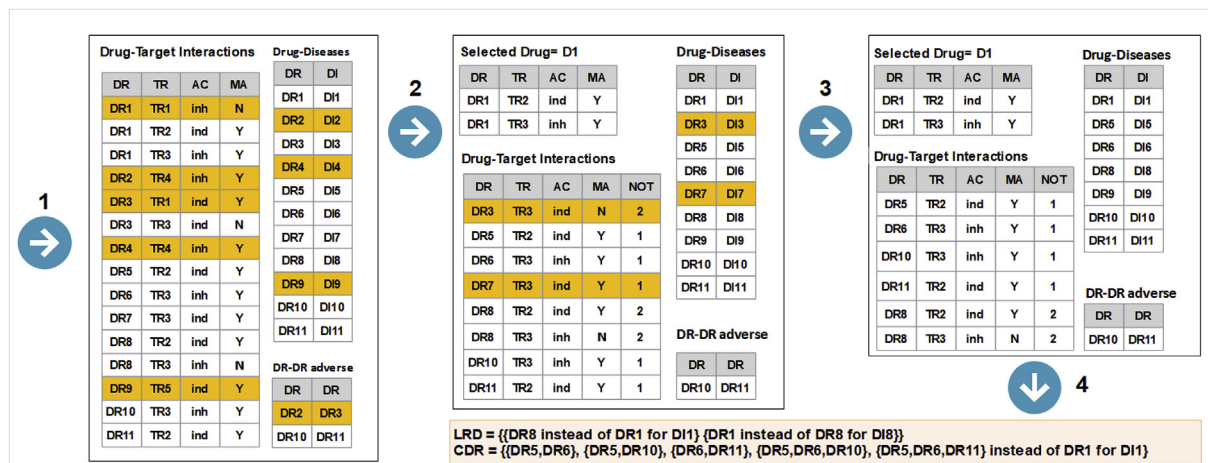 1
Drug-Target Interactions
DR TR AC MA
DR1 TR1 inh N
DR1 TR2 ind Y
DR1 TR3 inh Y
DR2 TR4 inh Y
DR3 TR1 ind Y
DR3 TR3 ind N
DR4 TR4 inh Y
DR5 TR2 ind Y
DR6 TR3 inh Y
DR7 TR3 ind Y
DR8 TR2 ind Y
DR8 TR3 inh N
DR9 TR5 ind Y
DR10 TR3 inh Y
DR11 TR2 ind Y
Drug-Diseases
DR DI
DR1 DI1
DR2 DI2
DR3 DI3
DR4 DI4
DR5 DI5
DR6 DI6
DR7 DI7
DR8 DI8
DR9 DI9
DR10 DI10
DR11 DI11
DR-DR adverse
DR DR
DR2 DR3
DR10 DR11
2
Selected Drug= D1
DR TR AC MA
DR1 TR2 ind Y
DR1 TR3 inh Y
Drug-Target Interactions
DR TR AC MA NOT
DR3 TR3 ind N 2
DR5 TR2 ind Y 1
DR6 TR3 inh Y 1
DR7 TR3 ind Y 1
DR8 TR2 ind Y 2
DR8 TR3 inh N 2
DR10 TR3 inh Y 1
DR11 TR2 ind Y 1
Drug-Diseases
DR DI
DR1 DI1
DR3 DI3
DR5 DI5
DR6 DI6
DR7 DI7
DR8 DI8
DR9 DI9
DR10 DI10
DR11 DI11
DR-DR adverse
DR DR
DR10 DR11
3
Selected Drug= D1
DR TR AC MA
DR1 TR2 ind Y
DR1 TR3 inh Y
Drug-Target Interactions
DR TR AC MA NOT
DR5 TR2 ind Y 1
DR6 TR3 inh Y 1
DR10 TR3 inh Y 1
DR11 TR2 ind Y 1
DR8 TR2 ind Y 2
DR8 TR3 inh N 2
Drug-Diseases
DR DI
DR1 DI1
DR5 DI5
DR6 DI6
DR8 DI8
DR9 DI9
DR10 DI10
DR11 DI11
DR-DR adverse
DR DR
DR10 DR11
4
LRD = {{DR8 instead of DR1 for DI1} {DR1 instead of DR8 for DI8}}
CDR = {{DR5,DR6}, {DR5,DR10}, {DR6,DR11}, {DR5,DR6,DR10}, {DR5,DR6,DR11} instead of DR1 for DI1}